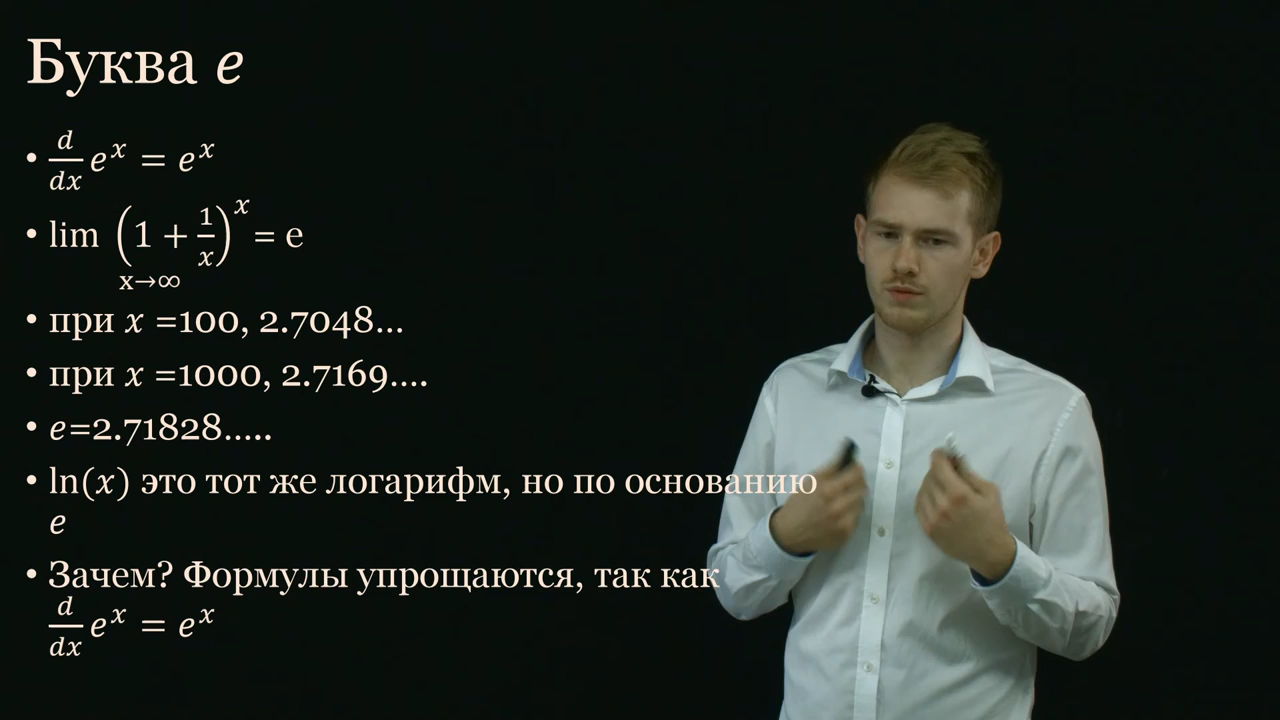 Буква e
• d/dx e^x = e^x
• lim (1 + 1/x)^x = e
x→∞
• при x =100, 2.7048...
• при x =1000, 2.7169....
• e=2.71828.....
• ln(x) это тот же логарифм, но по основанию
e
• Зачем? Формулы упрощаются, так как
d/dx e^x = e^x